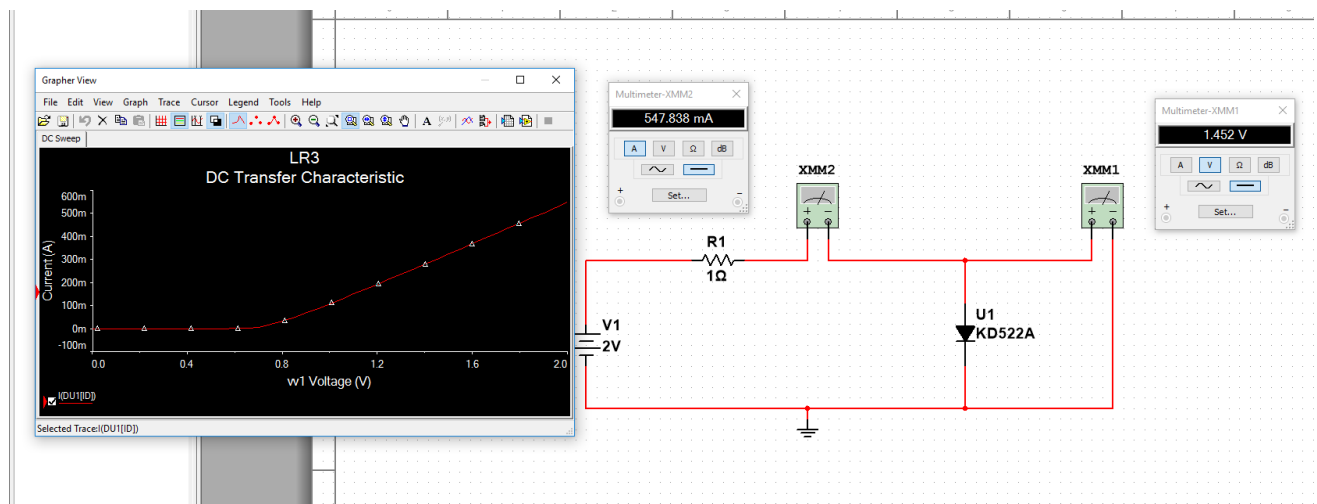 Grapher View
File Edit View Graph Trace Cursor Legend Tools Help
A
DC Sweep
LR3
DC Transfer Characteristic
Current (A)
600m
500m
400m
300m
200m
100m
0m
-100m
0.0 0.4 0.8 1.2 1.6 2.0
vv1 Voltage (V)
I(DU1[ID])
Selected Trace:I(DU1[ID])
Multimeter-XMM2
547.838 mA
A V Ω dB
+ Set... −
Multimeter-XMM1
1.452 V
A V Ω dB
+ Set... −
XMM2
+ −
XMM1
+ −
R1
1Ω
V1
2V
U1
KD522A